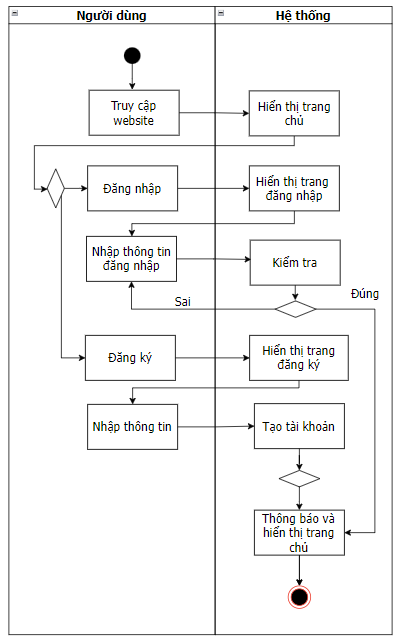 Người dùng
Hệ thống
Truy cập
website
Hiển thị trang
chủ
Đăng nhập
Hiển thị trang
đăng nhập
Nhập thông tin
đăng nhập
Kiểm tra
Sai
Đúng
Đăng ký
Hiển thị trang
đăng ký
Nhập thông tin
Tạo tài khoản
Thông báo và
hiển thị trang
chủ